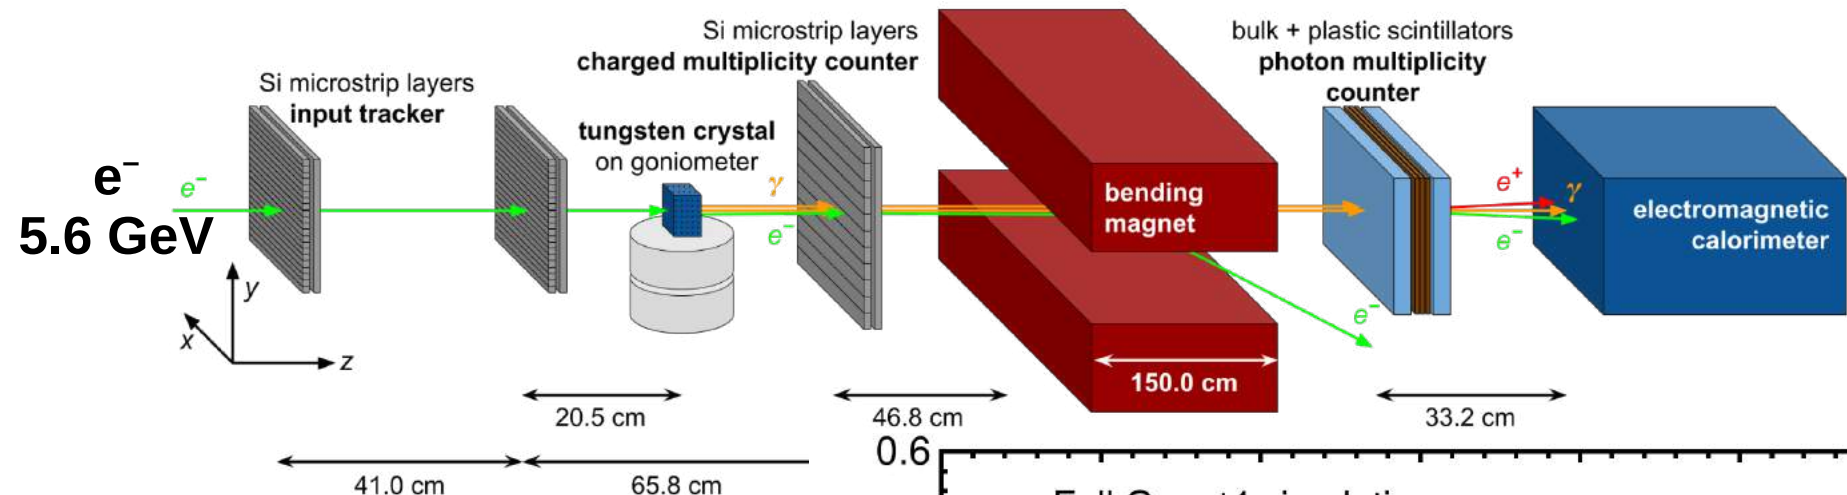 Si microstrip layers
input tracker
e⁻
5.6 GeV
e⁻
y
x
z
tungsten crystal
on goniometer
Si microstrip layers
charged multiplicity counter
γ
e⁻
bending
magnet
150.0 cm
e⁻
bulk + plastic scintillators
photon multiplicity
counter
e⁺
γ
e⁻
electromagnetic
calorimeter
20.5 cm
46.8 cm
33.2 cm
41.0 cm
65.8 cm
0.6